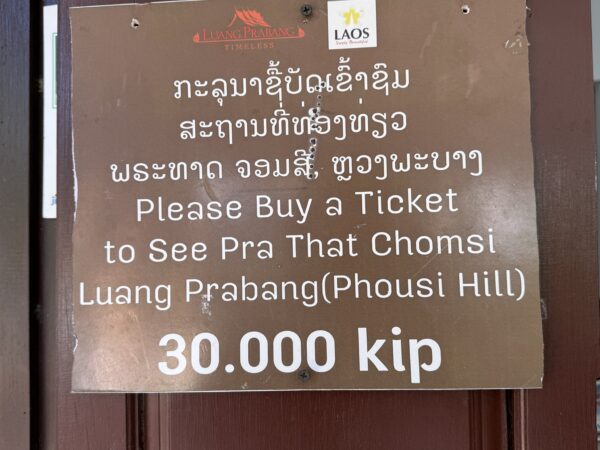 LUANG PRABANG
TIMELESS
LAOS
Simply Beautiful
ກະລຸນາຊື້ບັດເຂົ້າຊົມ
ສະຖານທີ່ທ່ອງທ່ຽວ
ພຣະທາດ ຈອມສີ, ຫຼວງພະບາງ
Please Buy a Ticket
to See Pra That Chomsi
Luang Prabang(Phousi Hill)
30.000 kip